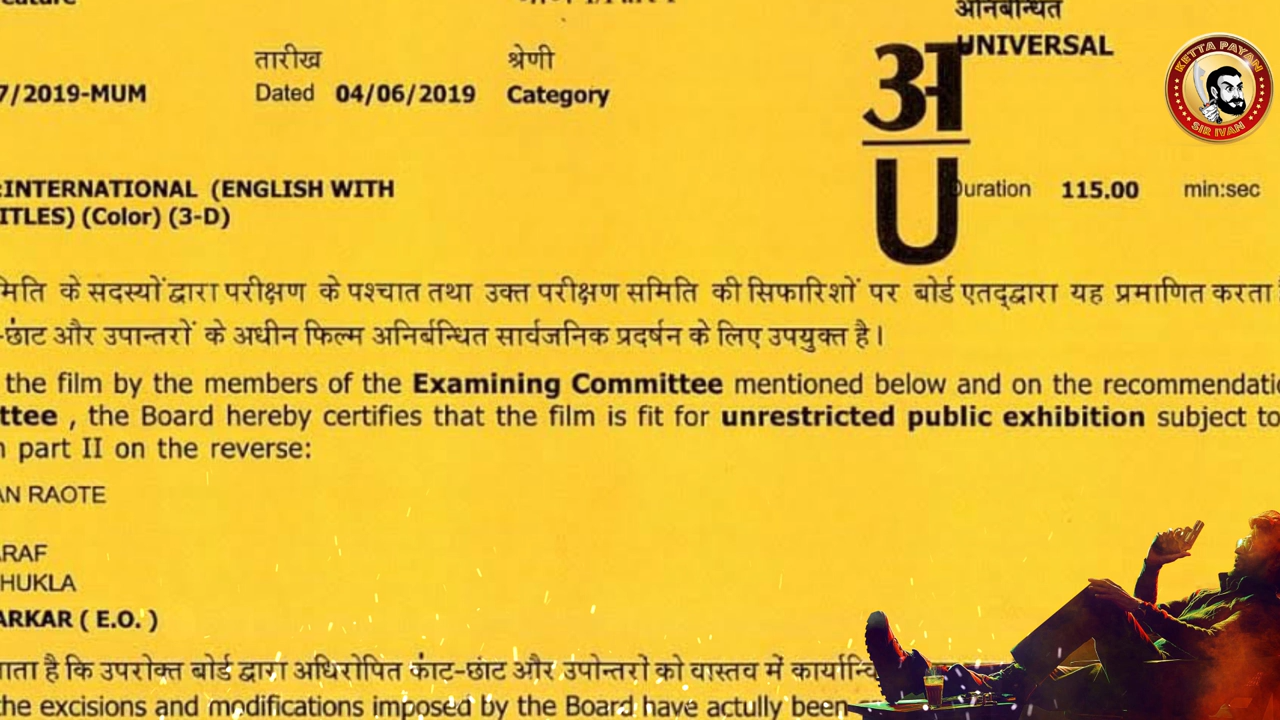 अनिबन्धित
UNIVERSAL
KETTA PAYAN
SIR IVAN
तारीख श्रेणी
7/2019-MUM Dated 04/06/2019 Category
अ
U
:INTERNATIONAL (ENGLISH WITH Duration 115.00 min:sec
ITLES) (Color) (3-D)
मिति के सदस्यों द्वारा परीक्षण के पश्चात तथा उक्त परीक्षण समिति की सिफारिशों पर बोर्ड एतद्द्वारा यह प्रमाणित करता
-छांट और उपान्तरों के अधीन फिल्म अनिर्बन्धित सार्वजनिक प्रदर्षन के लिए उपयुक्त है।
the film by the members of the Examining Committee mentioned below and on the recommendatio
ttee , the Board hereby certifies that the film is fit for unrestricted public exhibition subject to
n part II on the reverse:
AN RAOTE
ARAF
HUKLA
ARKAR ( E.O. )
ाता है कि उपरोक्त बोर्ड द्वारा अधिरोपित कांट-छांट और उपोन्तरों को वास्तव में कार्यान्वि
the excisions and modifications imposed by the Board have actully been